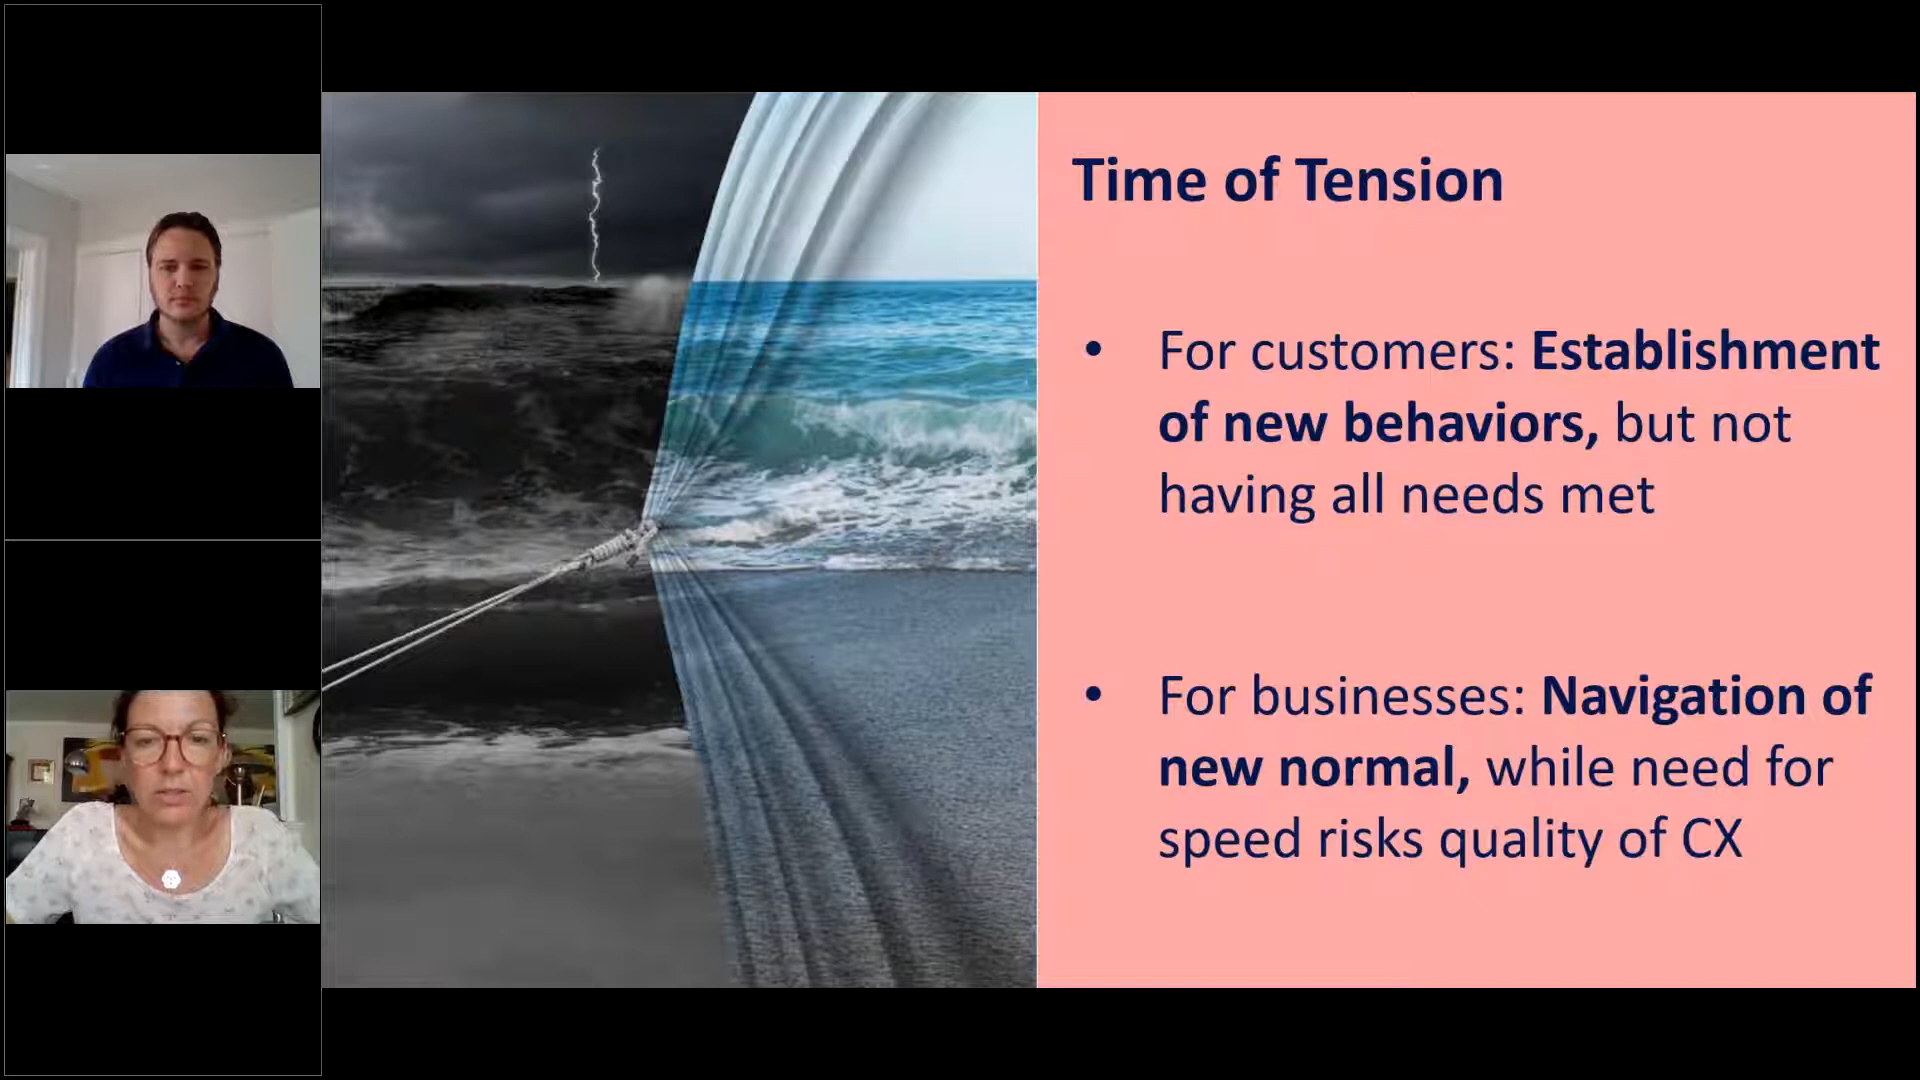 Time of Tension
• For customers: Establishment
of new behaviors, but not
having all needs met
• For businesses: Navigation of
new normal, while need for
speed risks quality of CX